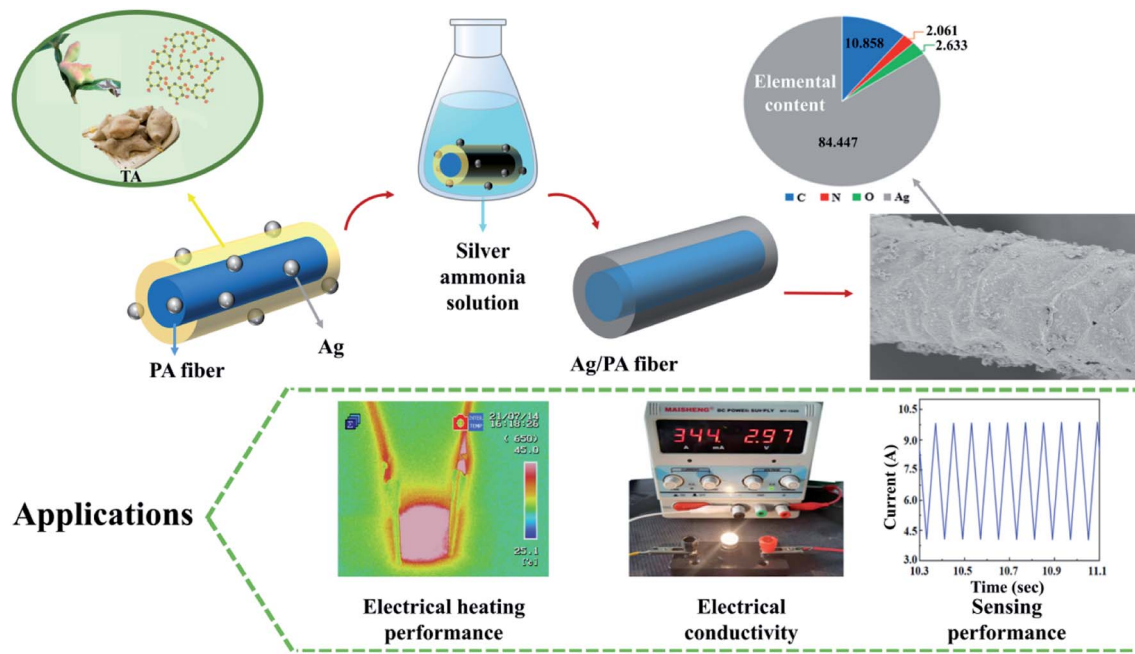 TA
PA fiber
Ag
Silver
ammonia
solution
Ag/PA fiber
10.858
2.061
2.633
Elemental
content
84.447
C N O Ag
Applications
21/07/14
16:18:26
45.0
25.1
Electrical heating
performance
MAISHENG
DC POWER SUPPLY
344. 2.97
A mA V
Electrical
conductivity
Current (A)
10.5
9.0
7.5
6.0
4.5
3.0
10.3 10.5 10.7 10.9 11.1
Time (sec)
Sensing
performance